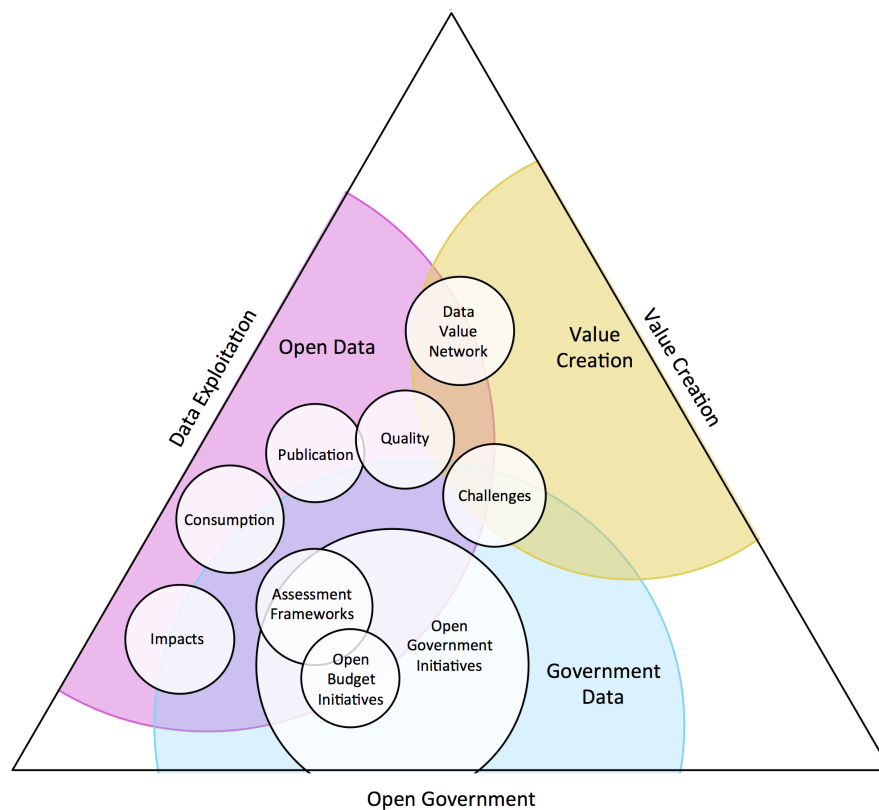 Data
Value
Network
Value
Creation
Value Creation
Open Data
Data Exploitation
Quality
Publication
Challenges
Consumption
Assessment
Frameworks
Impacts
Open
Government
Initiatives
Open
Budget
Initiatives
Government
Data
Open Government